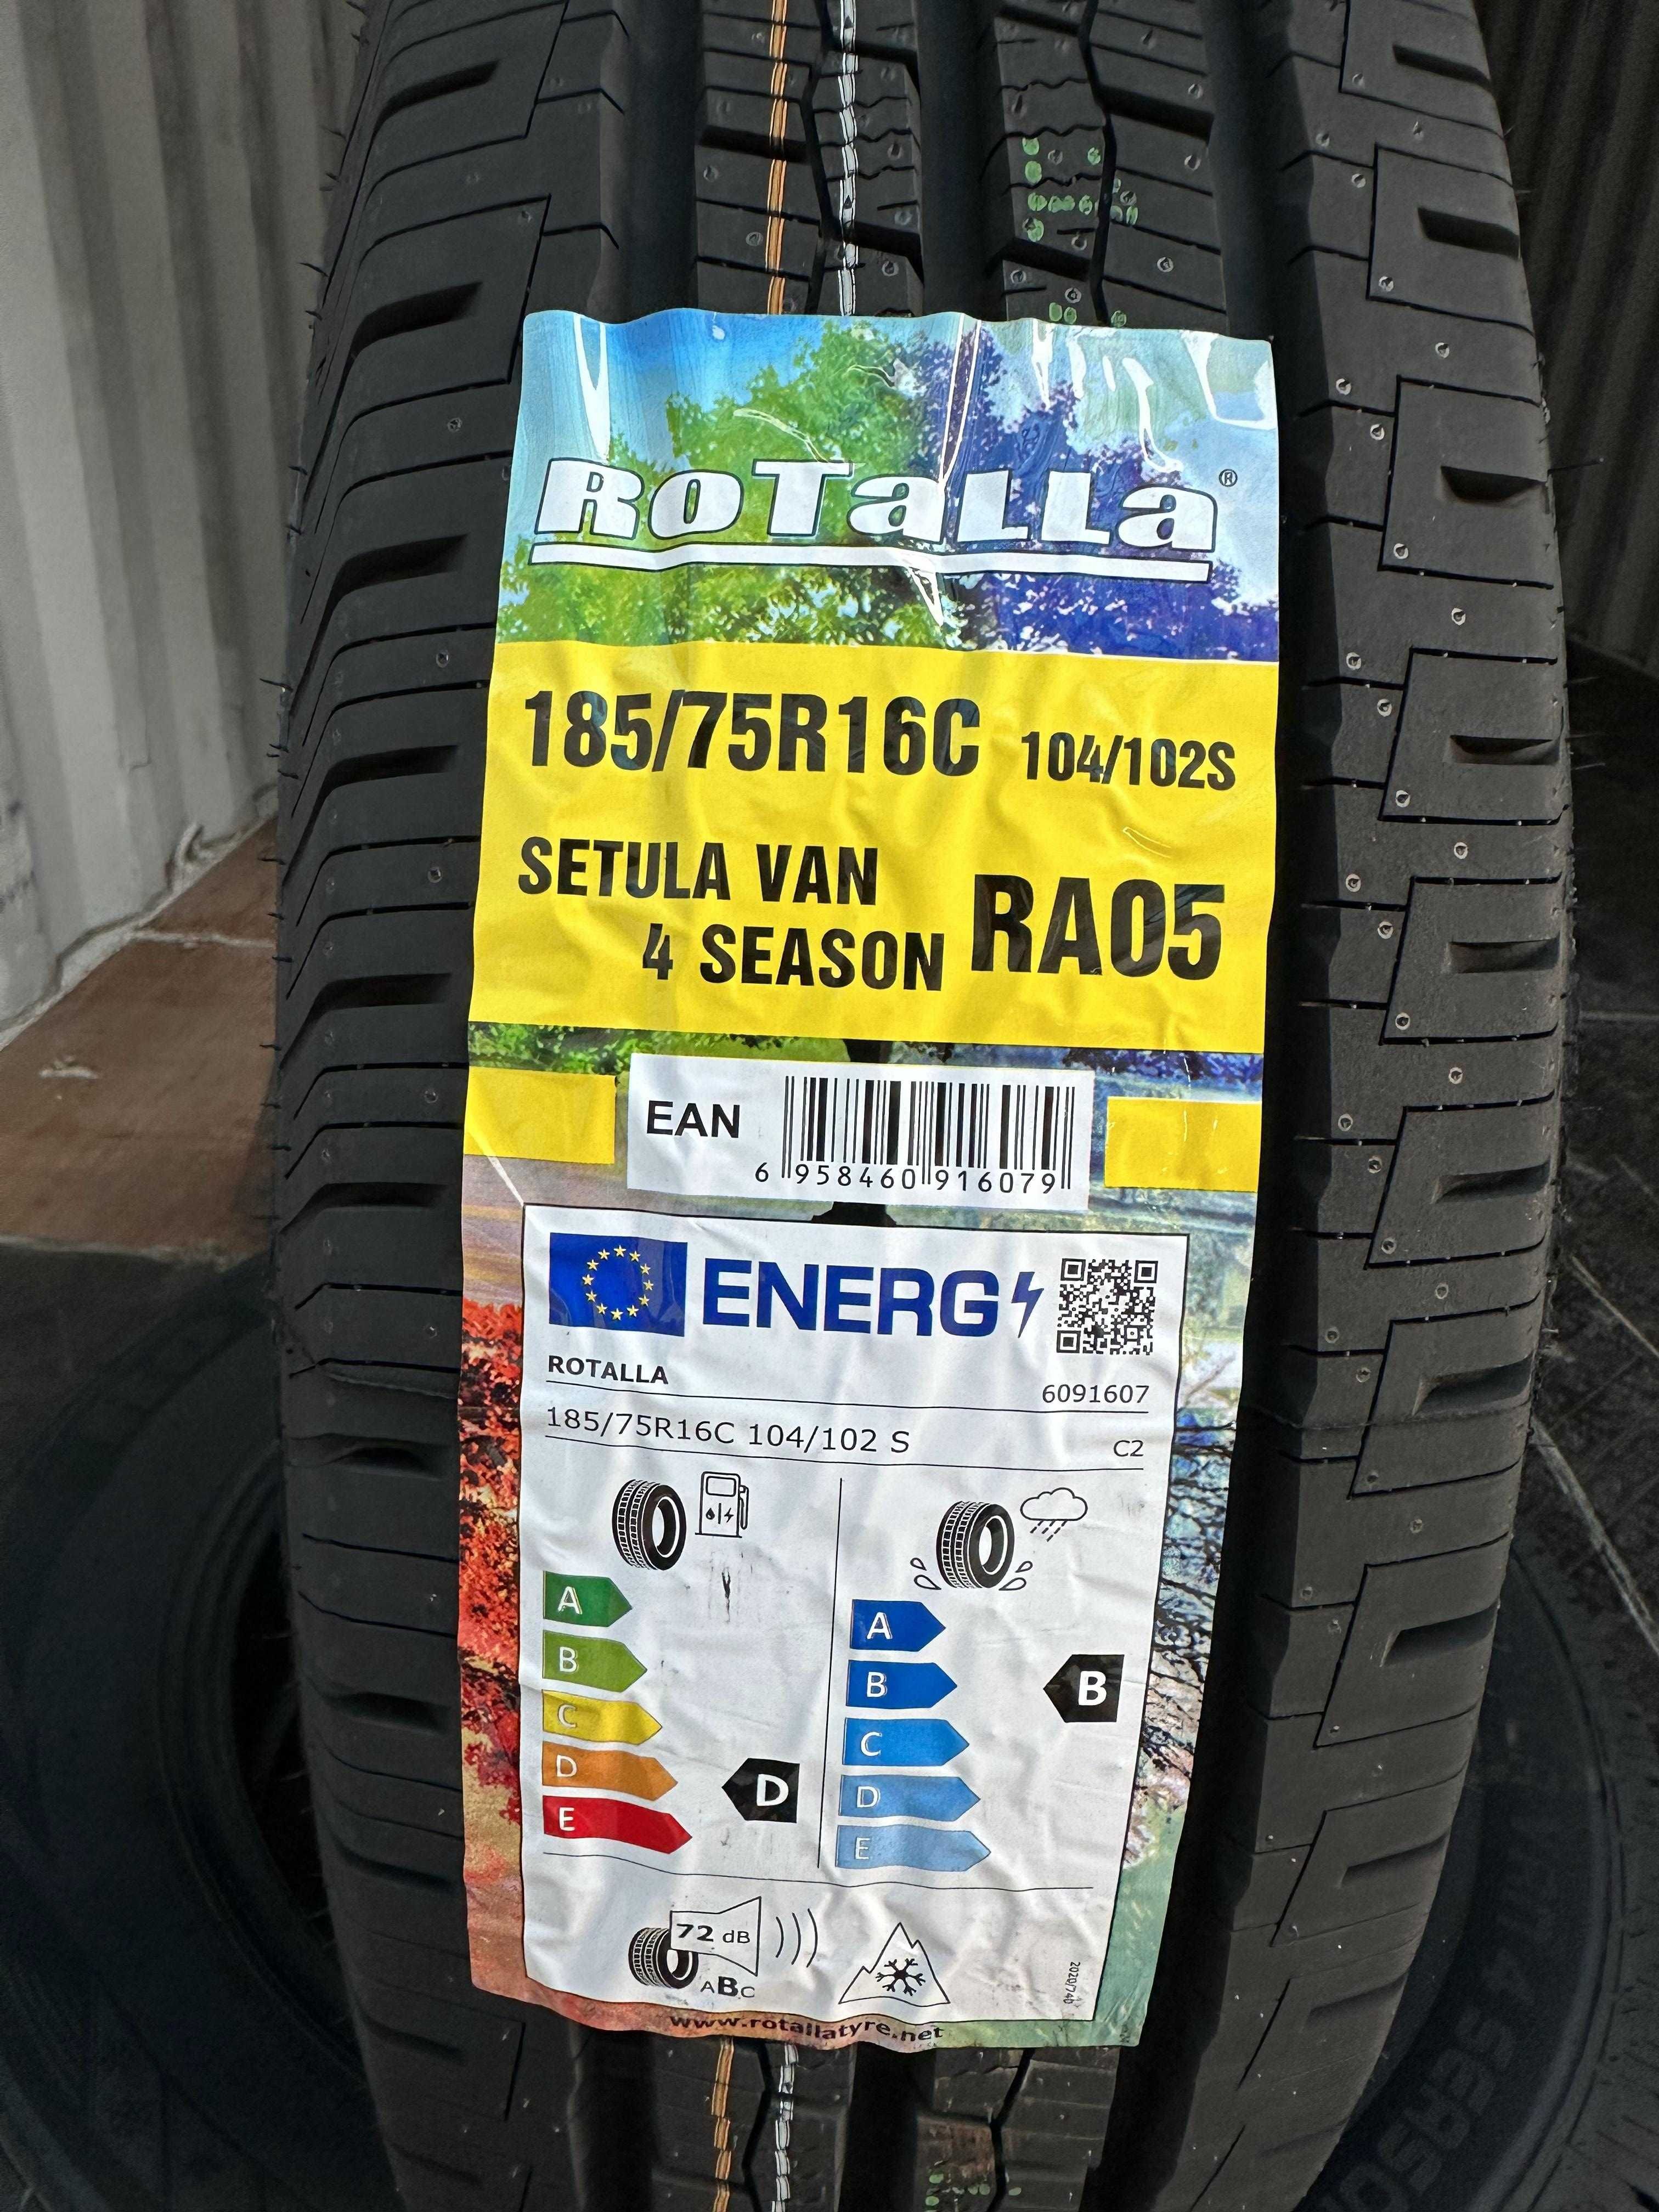 RoTalla®
185/75R16C 104/102S
SETULA VAN
4 SEASON RA05
EAN
6 958460 916079
ENERG
ROTALLA
6091607
185/75R16C 104/102 S
C2
A
B
C
D
E
D
A
B
C
D
E
B
72 dB
ABC
2020/740
www.rotallatyre.net